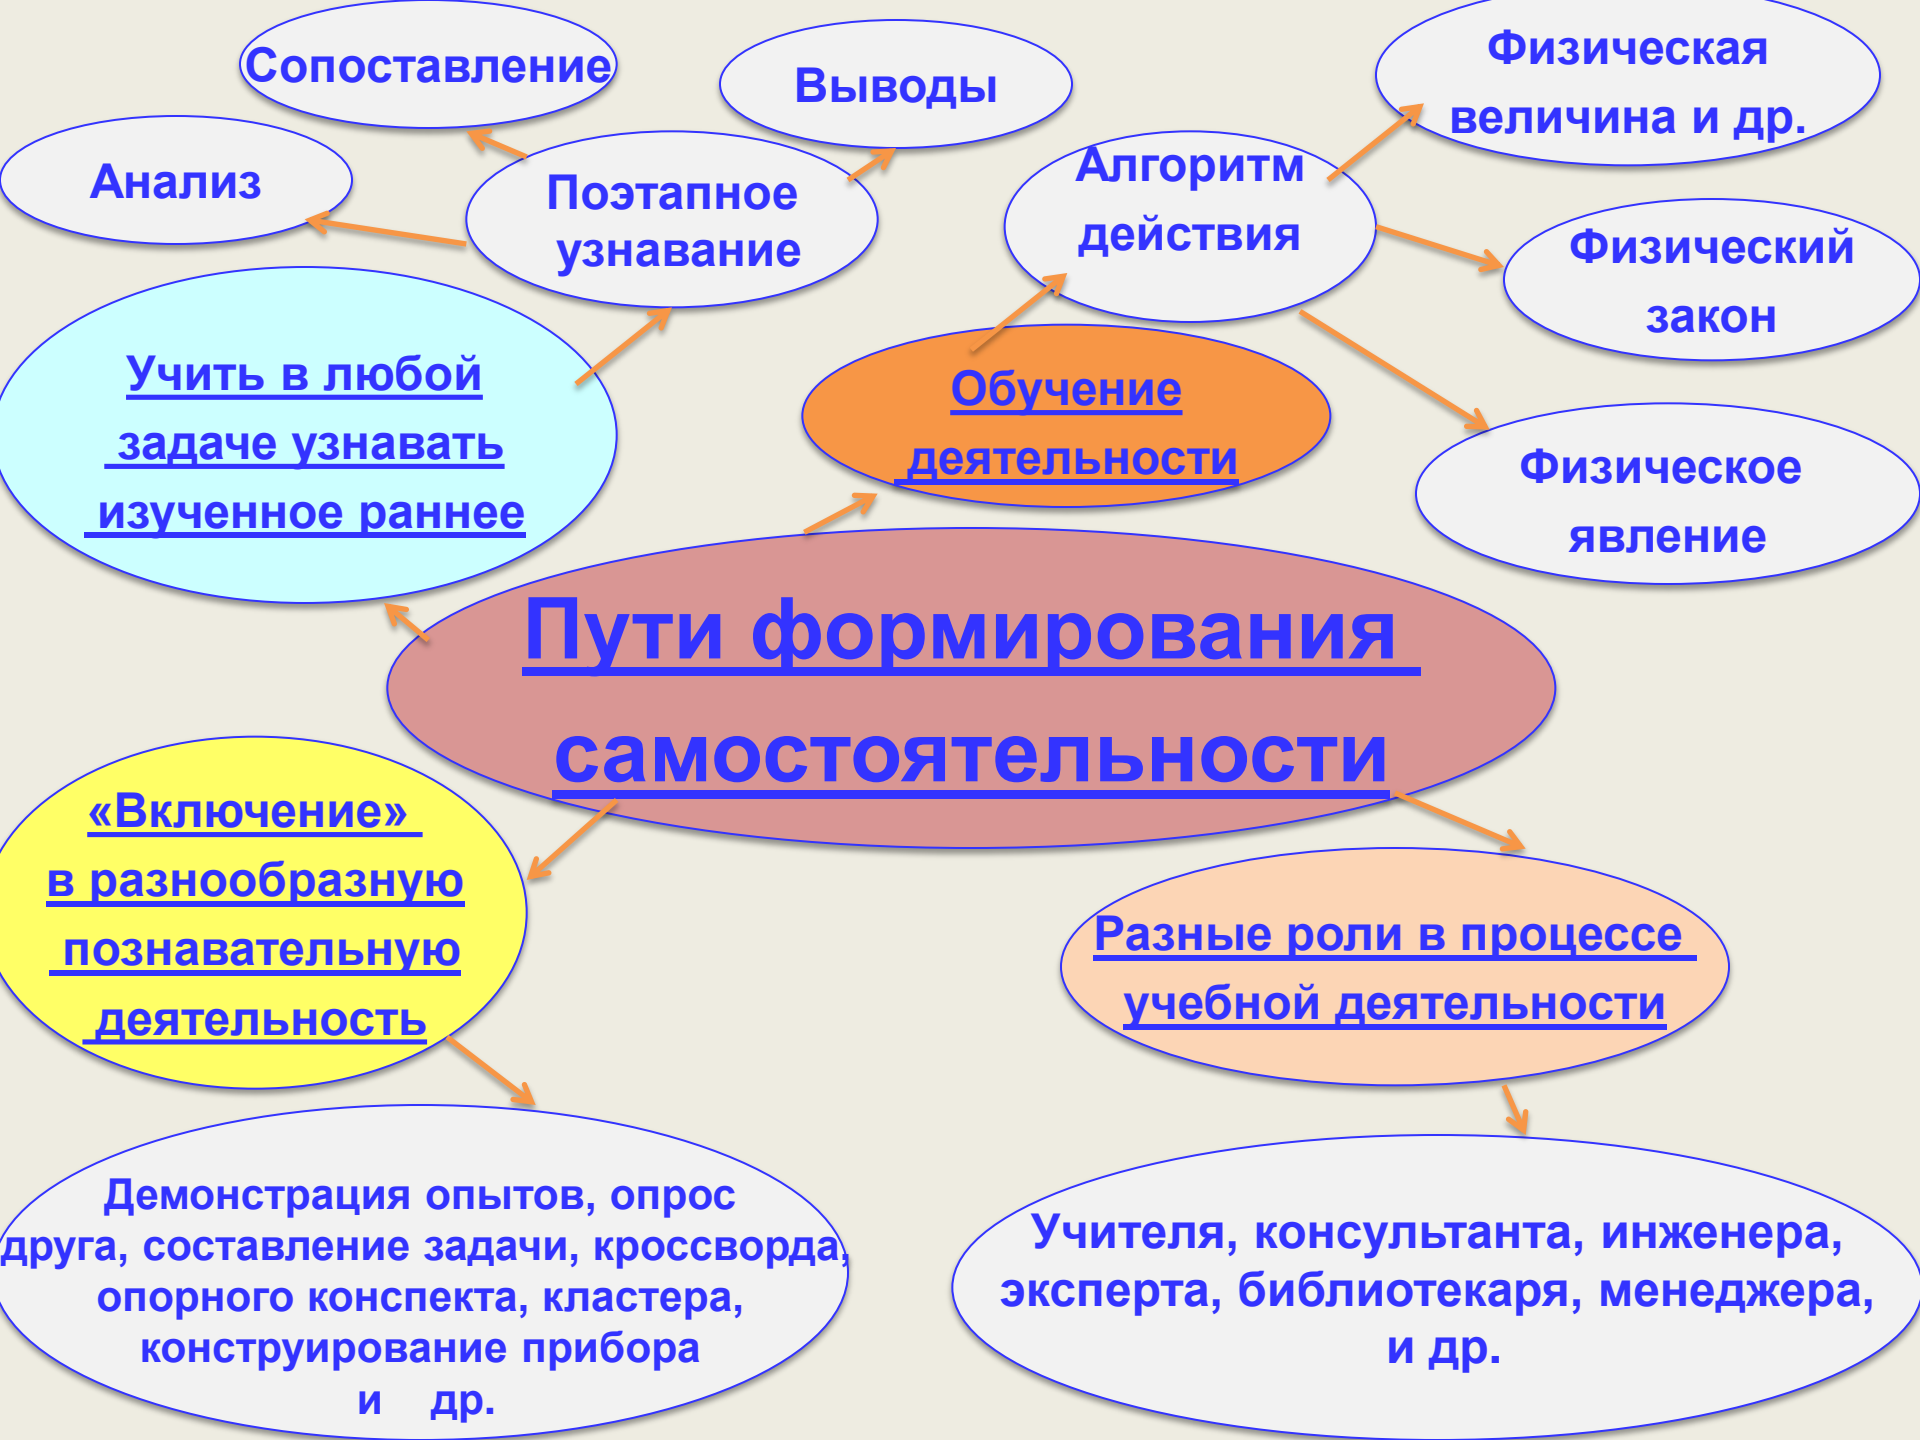 Сопоставление
Выводы
Физическая
величина и др.
Анализ
Поэтапное
узнавание
Алгоритм
действия
Физический
закон
Учить в любой
задаче узнавать
изученное раннее
Обучение
деятельности
Физическое
явление
Пути формирования
самостоятельности
«Включение»
в разнообразную
познавательную
деятельность
Разные роли в процессе
учебной деятельности
Демонстрация опытов, опрос
друга, составление задачи, кроссворда,
опорного конспекта, кластера,
конструирование прибора
и др.
Учителя, консультанта, инженера,
эксперта, библиотекаря, менеджера,
и др.